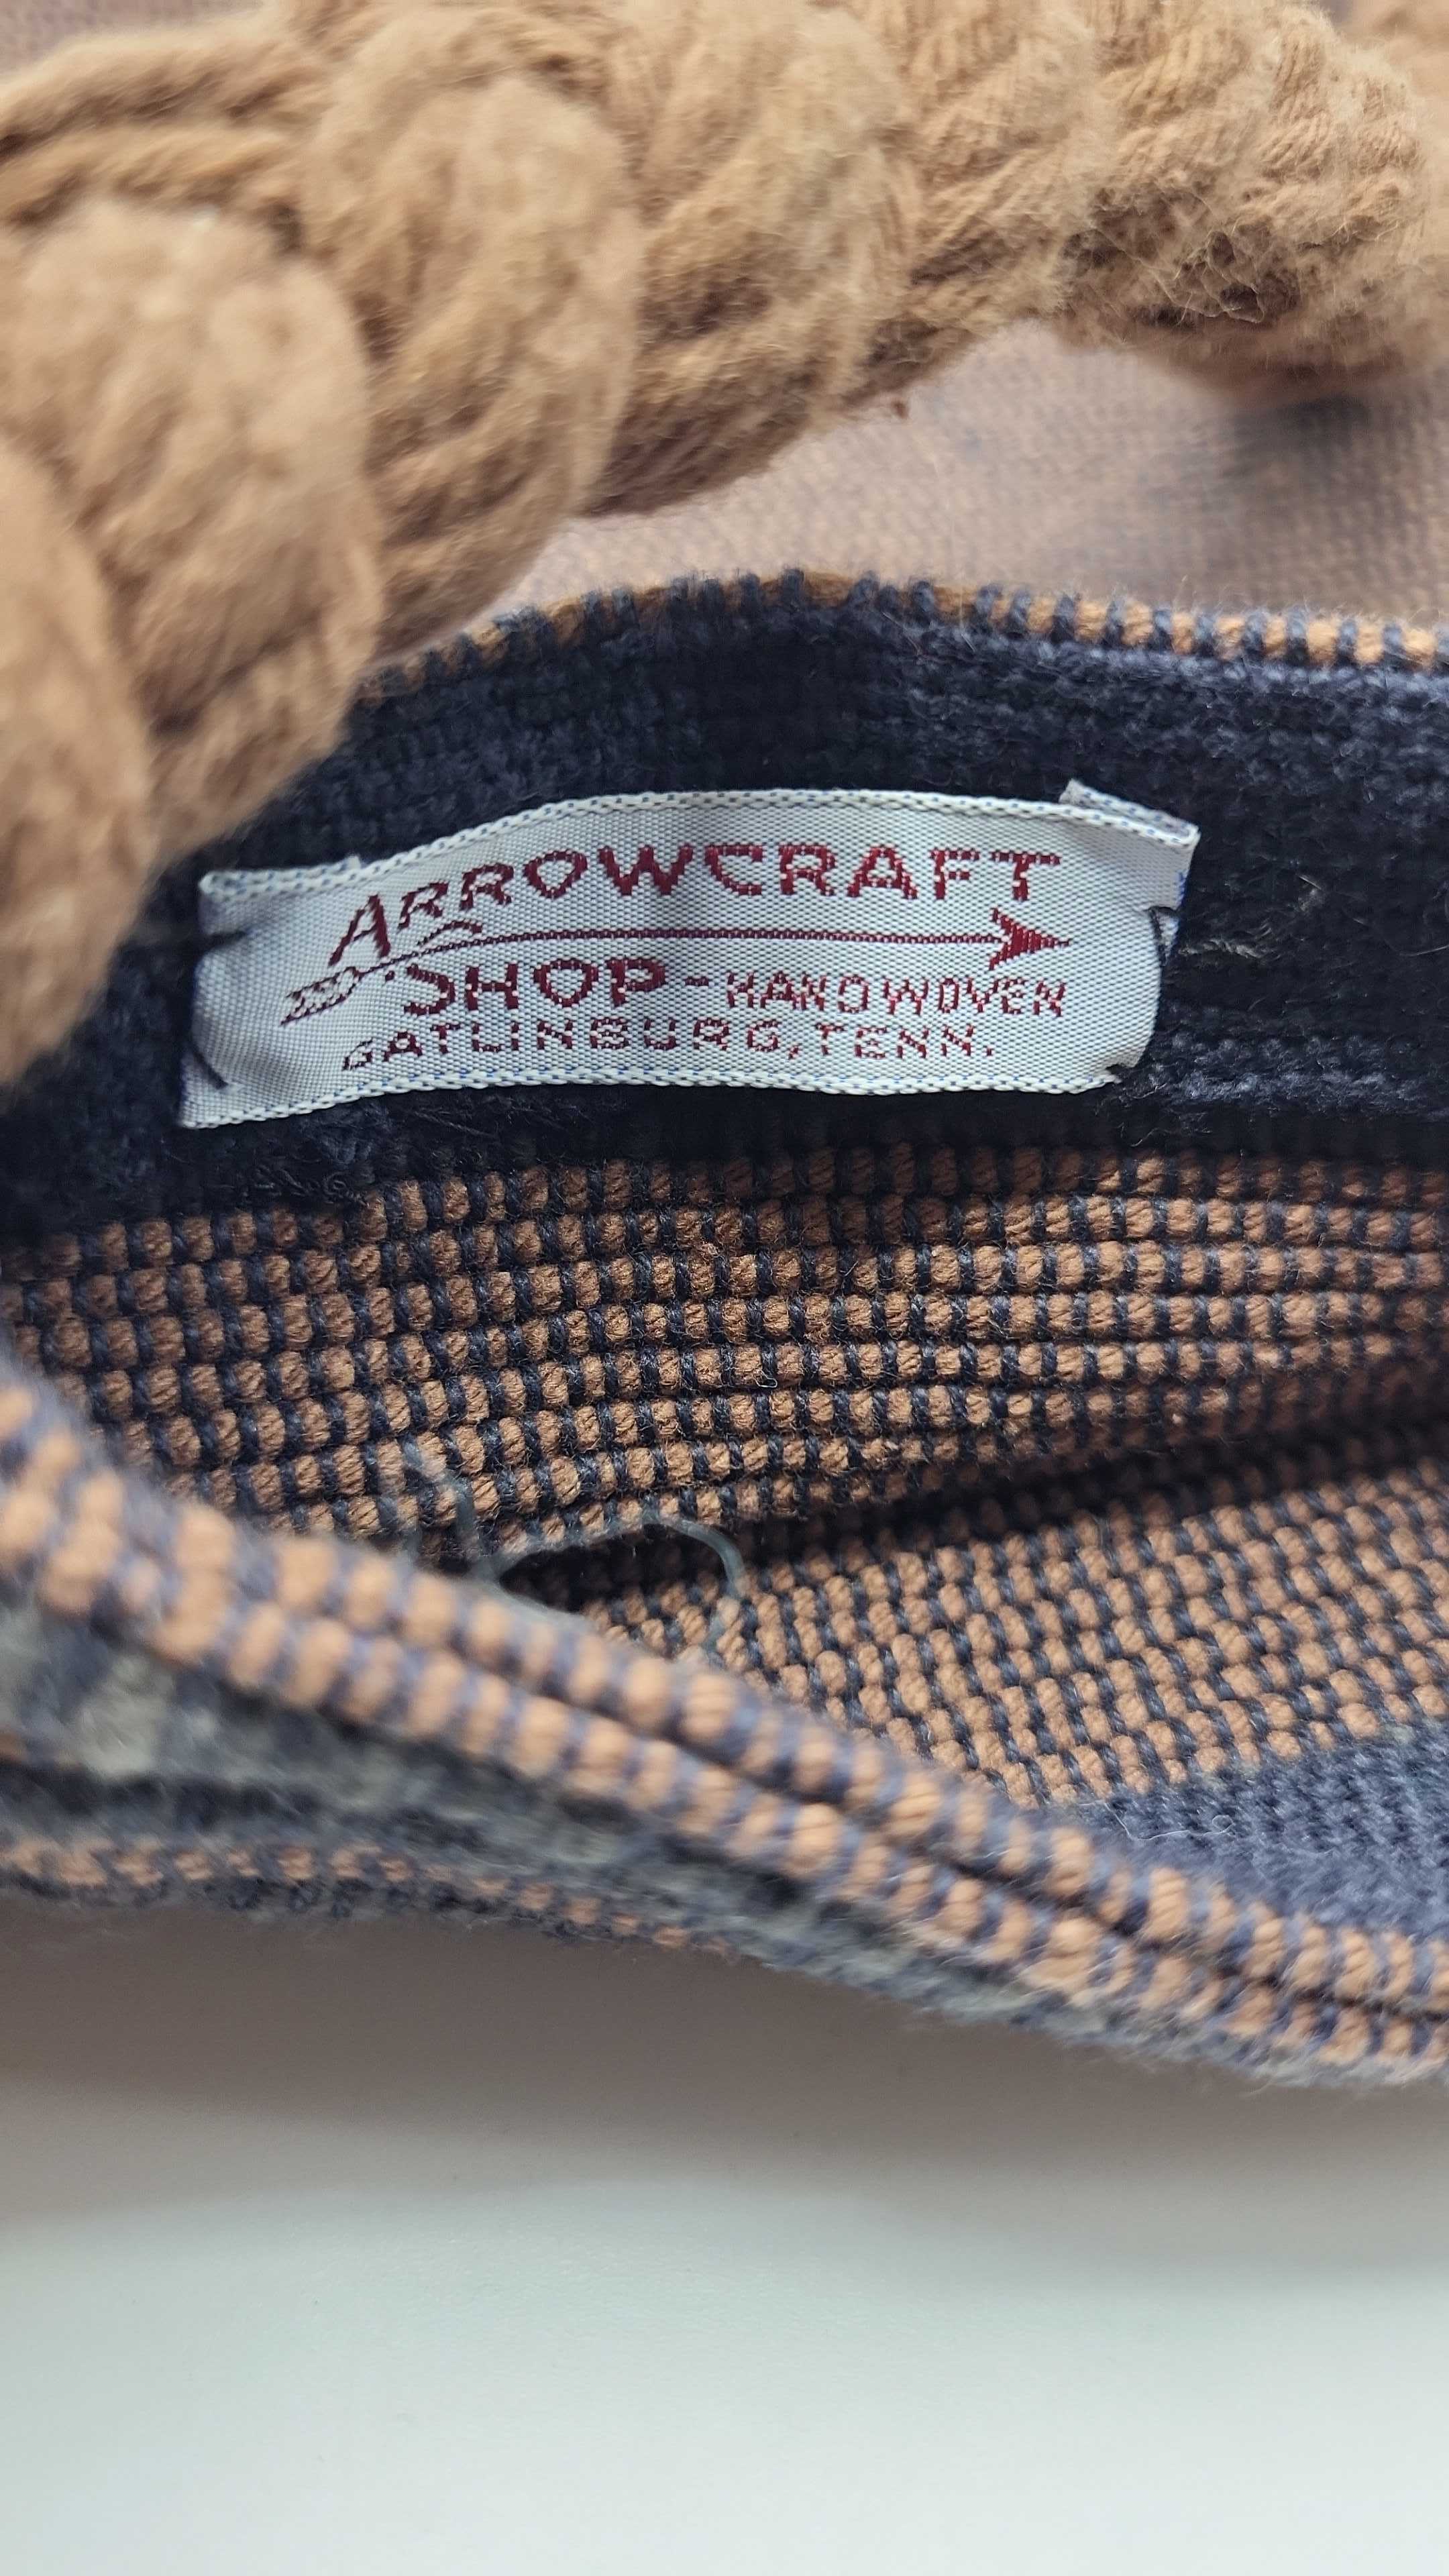 ARROWCRAFT
SHOP - HANDWOVEN
GATLINBURG, TENN.